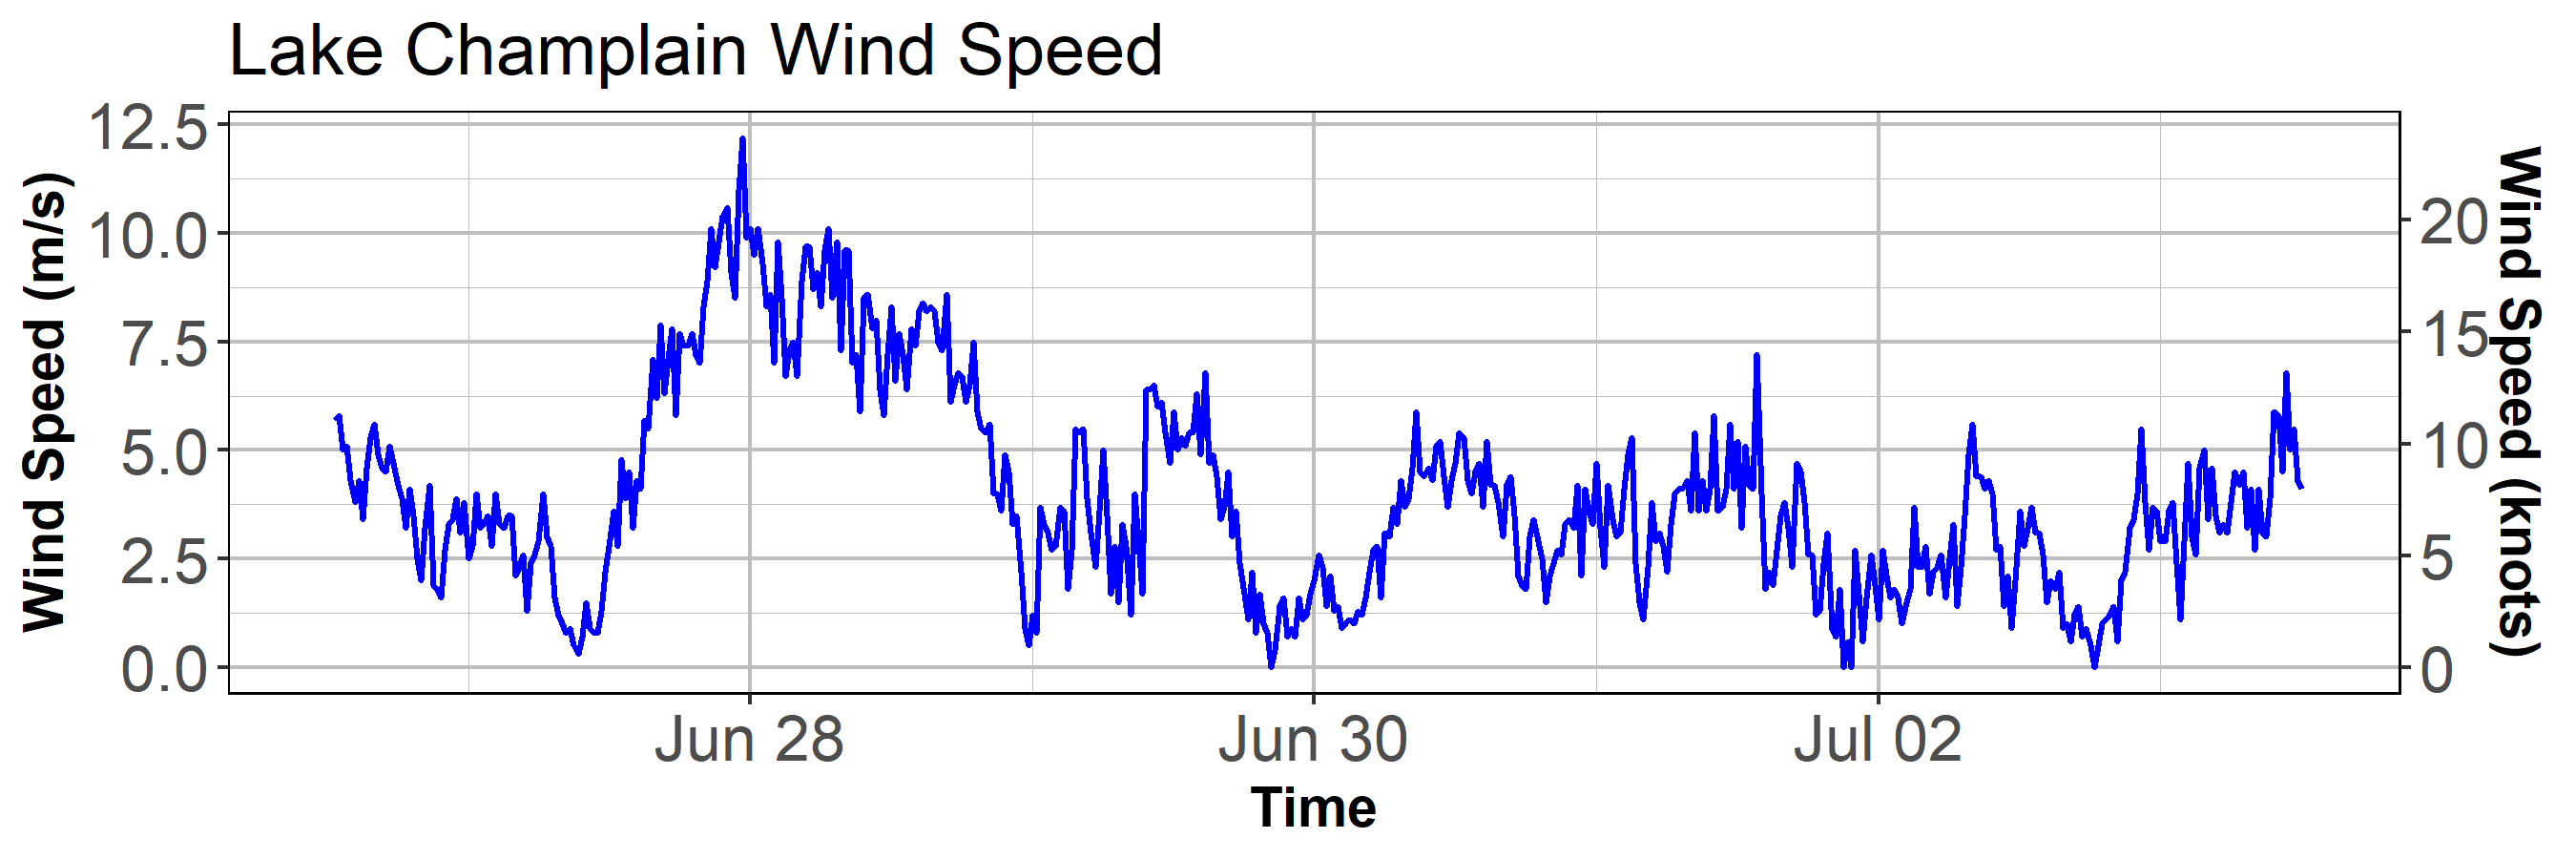 Lake Champlain Wind Speed
Wind Speed (m/s)
12.5
10.0
7.5
5.0
2.5
0.0
Wind Speed (knots)
20
15
10
5
0
Jun 28
Jun 30
Jul 02
Time